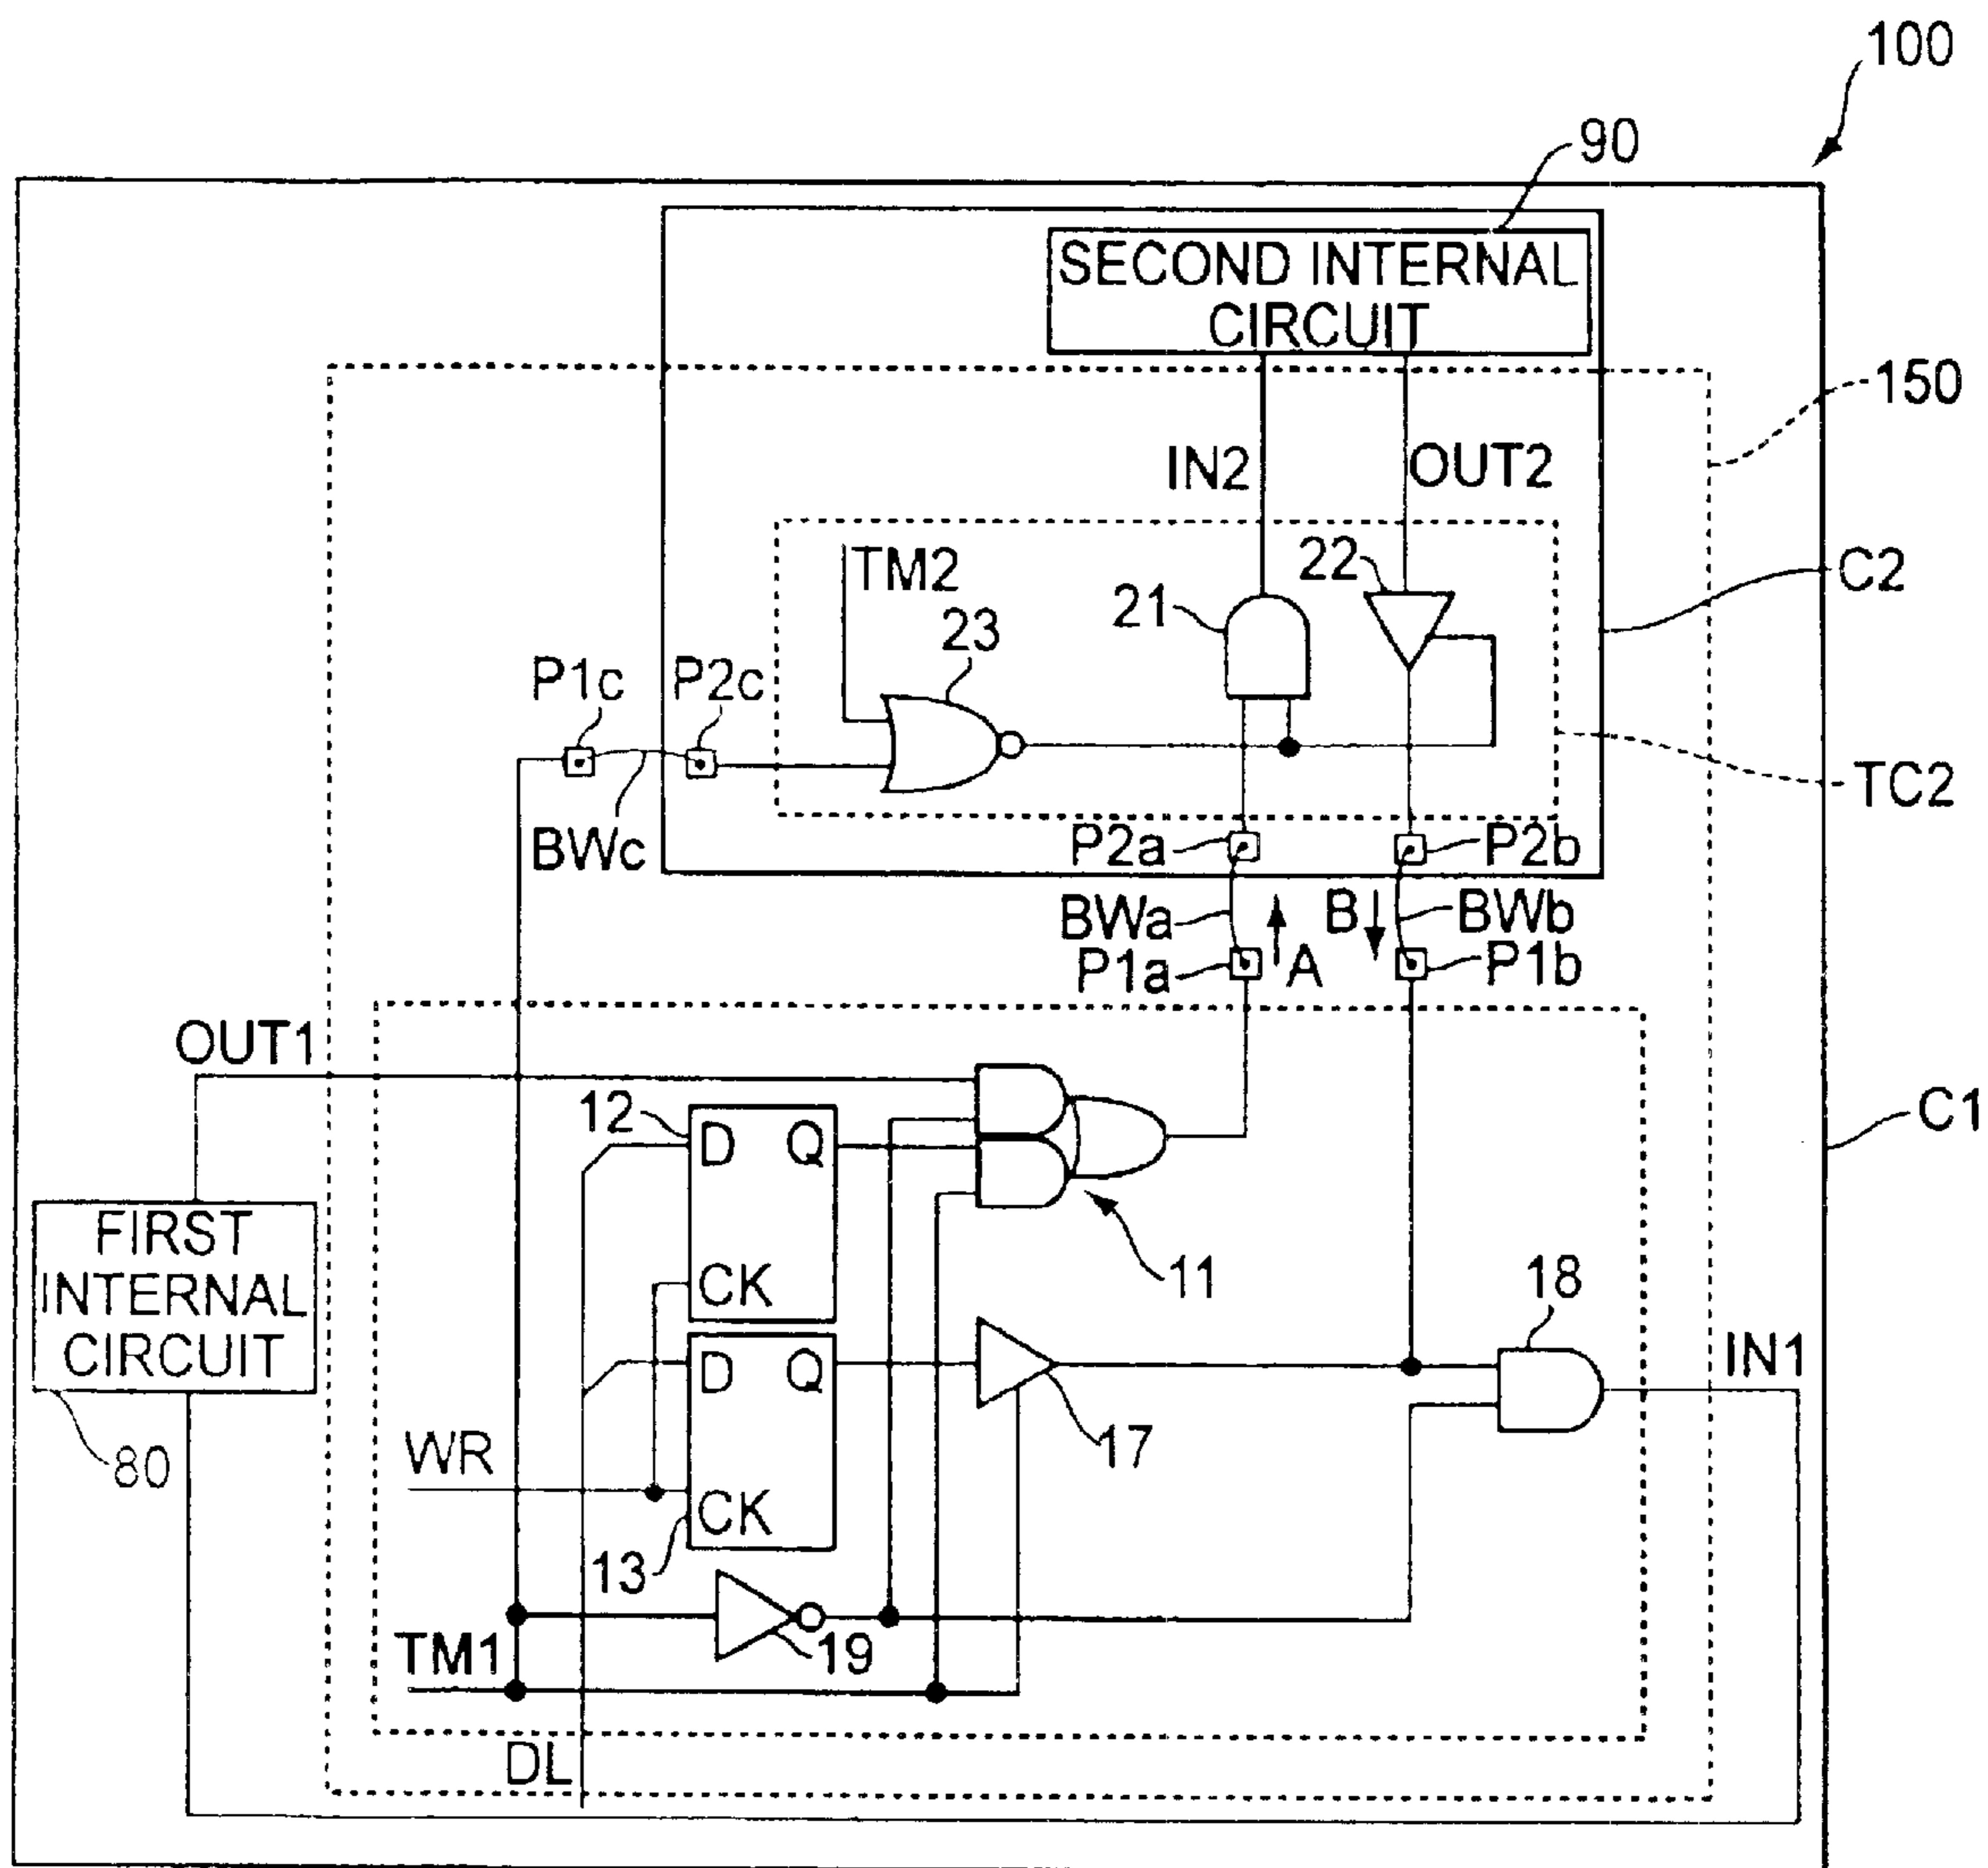 100
90
SECOND INTERNAL
CIRCUIT
150
IN2
OUT2
TM2
22
C2
21
23
P1c
P2c
TC2
BWc
P2a
P2b
BWa
B
BWb
P1a
A
P1b
OUT1
12
D
Q
C1
FIRST
INTERNAL
CIRCUIT
CK
11
18
D
Q
IN1
WR
17
80
CK
13
19
TM1
DL